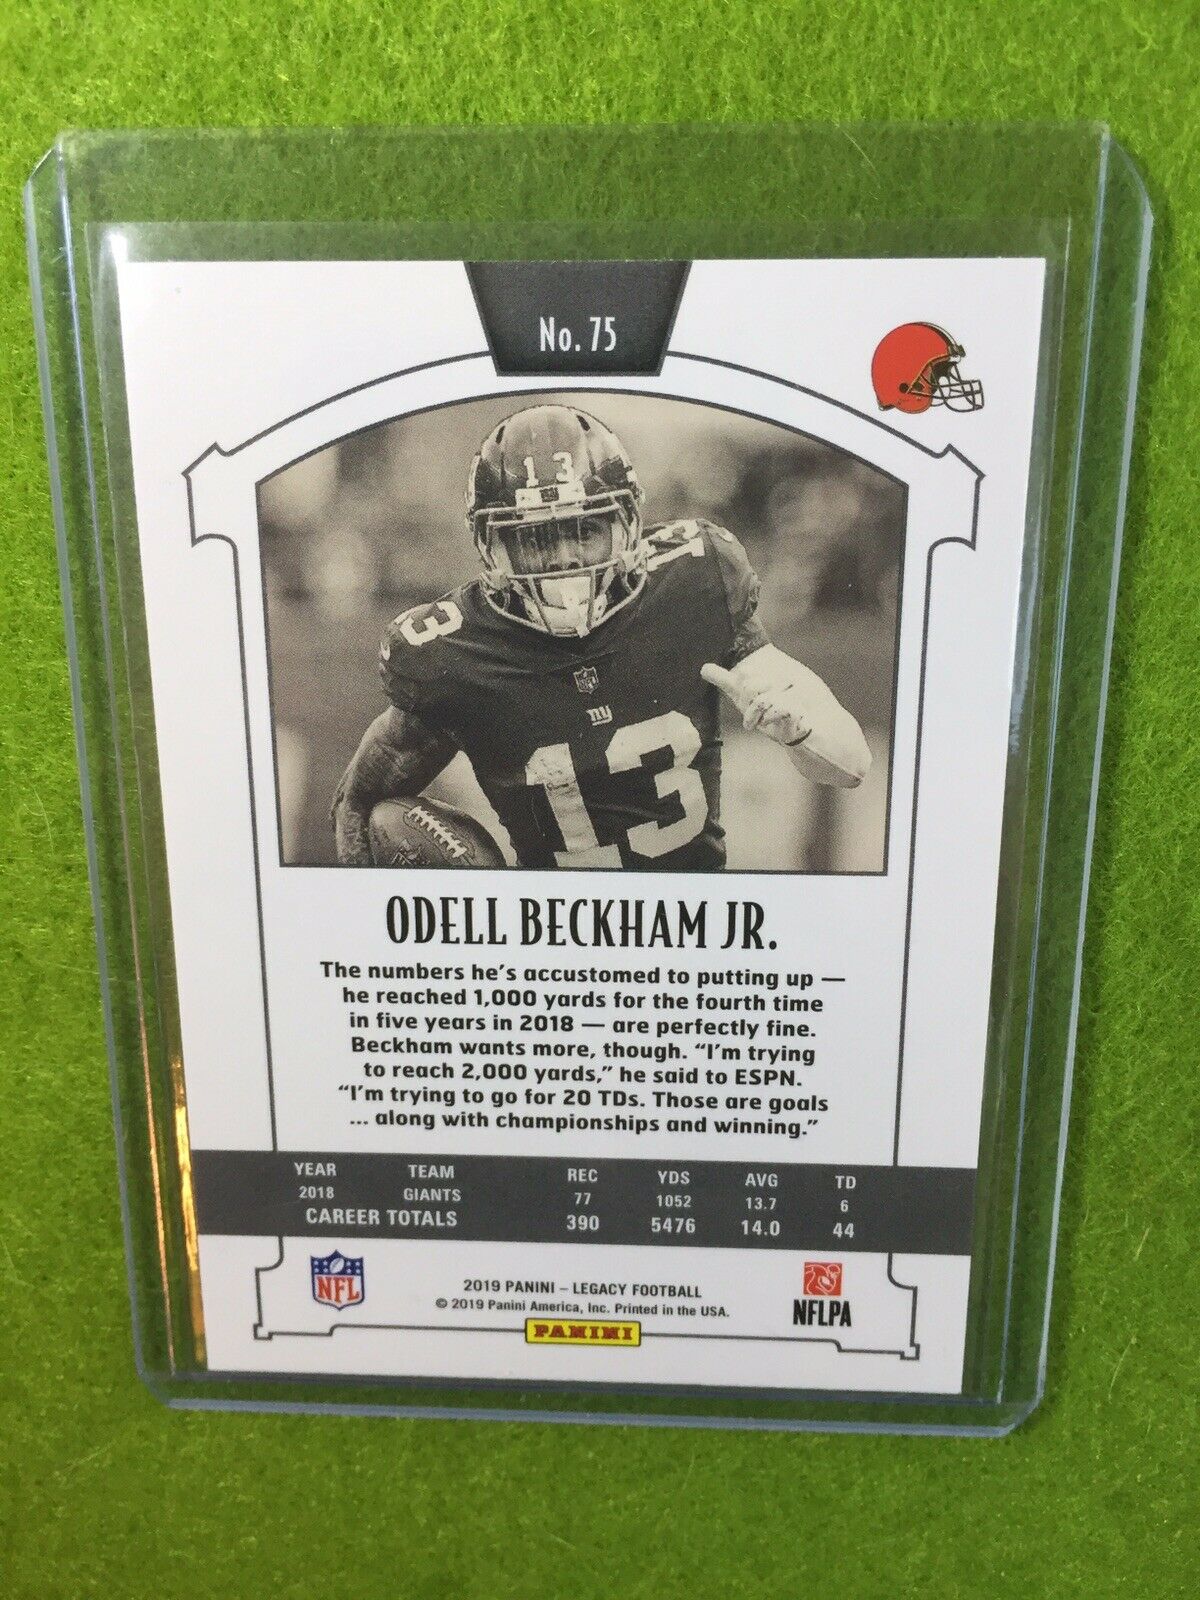 No. 75
13
13
13
NFL
ny
13
ODELL BECKHAM JR.
The numbers he's accustomed to putting up —
he reached 1,000 yards for the fourth time
in five years in 2018 — are perfectly fine.
Beckham wants more, though. “I'm trying
to reach 2,000 yards,” he said to ESPN.
“I'm trying to go for 20 TDs. Those are goals
... along with championships and winning.”
YEAR TEAM REC YDS AVG TD
2018 GIANTS 77 1052 13.7 6
CAREER TOTALS 390 5476 14.0 44
NFL
2019 PANINI – LEGACY FOOTBALL
© 2019 Panini America, Inc. Printed in the USA.
PANINI
NFLPA